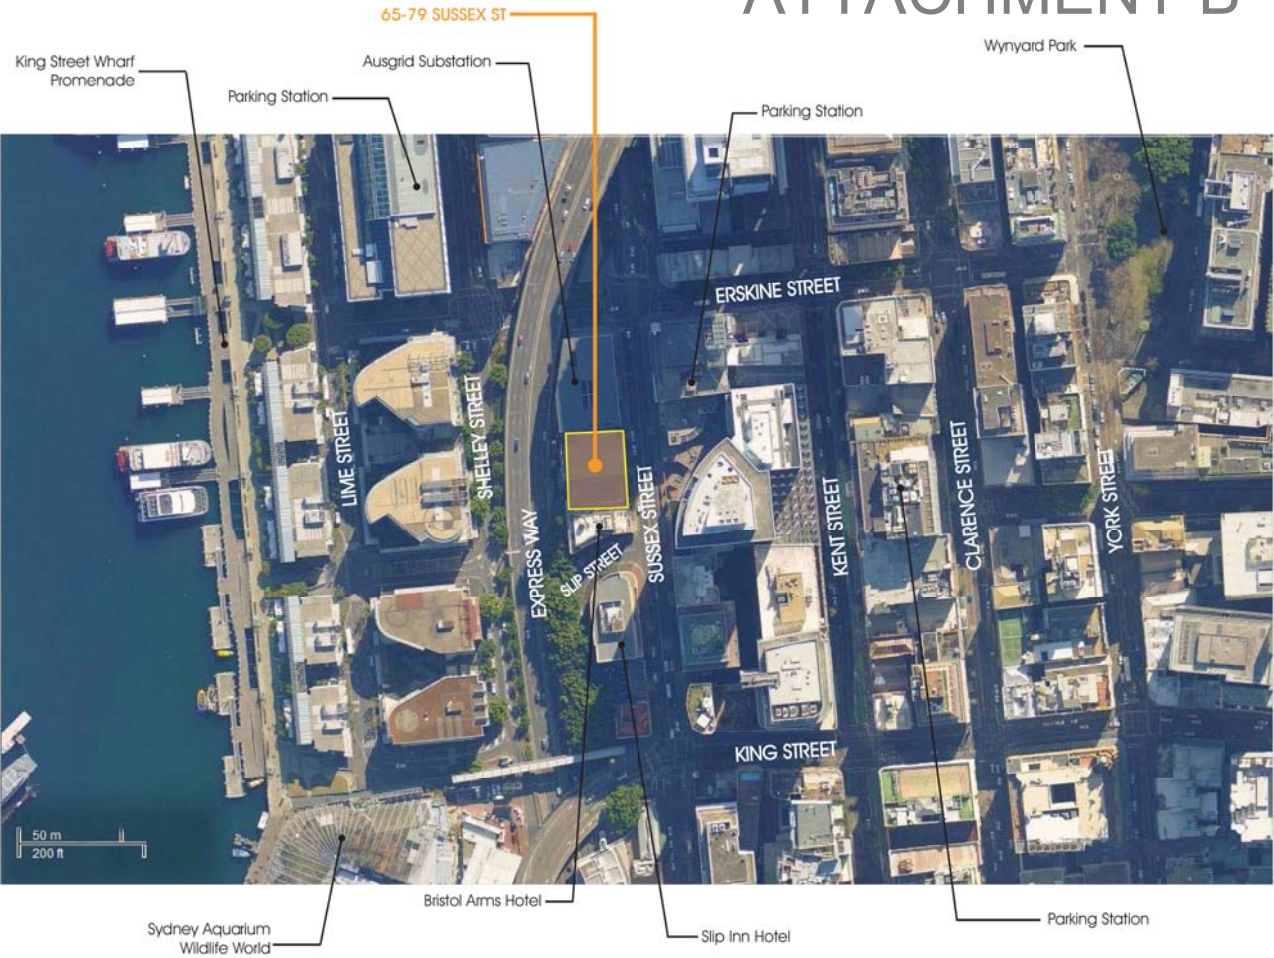 ATTACHMENT B
65-79 SUSSEX ST
Wynyard Park
King Street Wharf
Promenade
Ausgrid Substation
Parking Station
Parking Station
ERSKINE STREET
LIME STREET
SHELLEY STREET
EXPRESS WAY
SLIP STREET
SUSSEX STREET
KENT STREET
CLARENCE STREET
YORK STREET
KING STREET
50 m
200 ft
Bristol Arms Hotel
Sydney Aquarium
Wildlife World
Slip Inn Hotel
Parking Station